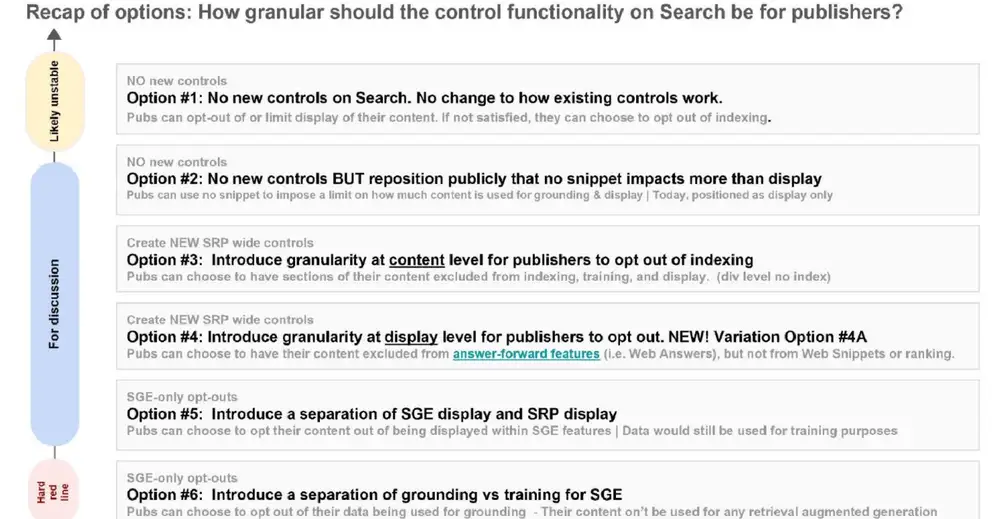 Recap of options: How granular should the control functionality on Search be for publishers?
Likely unstable
NO new controls
Option #1: No new controls on Search. No change to how existing controls work.
Pubs can opt-out of or limit display of their content. If not satisfied, they can choose to opt out of indexing.
For discussion
NO new controls
Option #2: No new controls BUT reposition publicly that no snippet impacts more than display
Pubs can use no snippet to impose a limit on how much content is used for grounding & display | Today, positioned as display only
Create NEW SRP wide controls
Option #3: Introduce granularity at content level for publishers to opt out of indexing
Pubs can choose to have sections of their content excluded from indexing, training, and display. (div level no index)
Create NEW SRP wide controls
Option #4: Introduce granularity at display level for publishers to opt out. NEW! Variation Option #4A
Pubs can choose to have their content excluded from answer-forward features (i.e. Web Answers), but not from Web Snippets or ranking.
SGE-only opt-outs
Option #5: Introduce a separation of SGE display and SRP display
Pubs can choose to opt their content out of being displayed within SGE features | Data would still be used for training purposes
Hard
red
line
SGE-only opt-outs
Option #6: Introduce a separation of grounding vs training for SGE
Pubs can choose to opt out of their data being used for grounding - Their content on't be used for any retrieval augmented generation